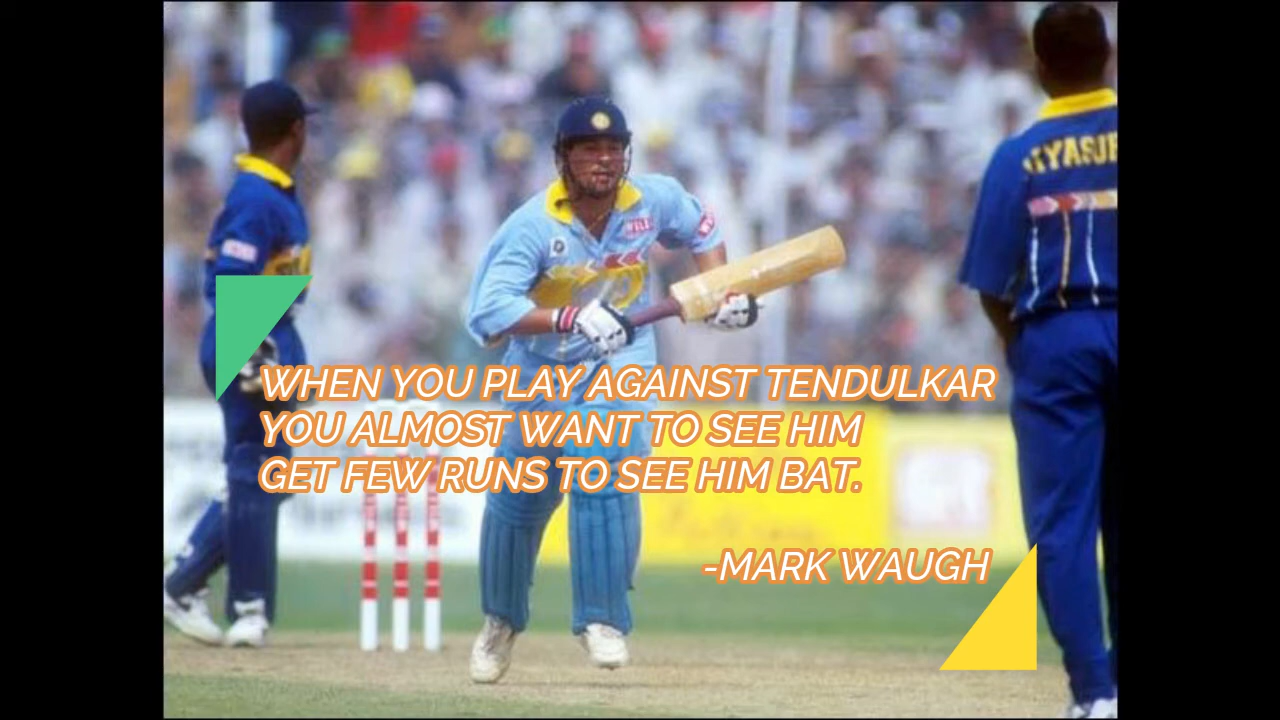 WILLS
WHEN YOU PLAY AGAINST TENDULKAR
YOU ALMOST WANT TO SEE HIM
GET FEW RUNS TO SEE HIM BAT.
-MARK WAUGH